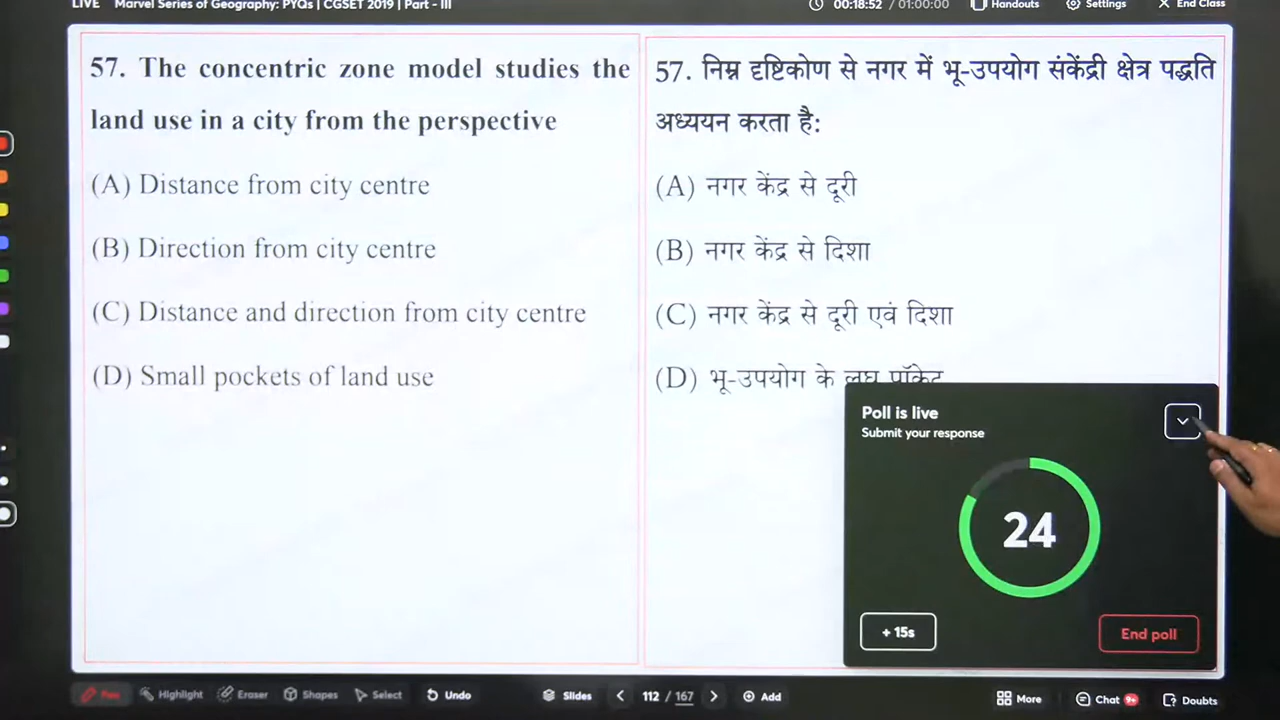 LIVE Marvel Series of Geography: PYQs | CGSET 2019 | Part - III
00:18:52 / 01:00:00 Handouts Settings End Class
57. The concentric zone model studies the
land use in a city from the perspective
(A) Distance from city centre
(B) Direction from city centre
(C) Distance and direction from city centre
(D) Small pockets of land use
57. निम्न दृष्टिकोण से नगर में भू-उपयोग संकेंद्री क्षेत्र पद्धति
अध्ययन करता है:
(A) नगर केंद्र से दूरी
(B) नगर केंद्र से दिशा
(C) नगर केंद्र से दूरी एवं दिशा
(D) भू-उपयोग के लघु पॉकेट
Poll is live
Submit your response
24
+ 15s
End poll
Pen Highlight Eraser Shapes Select Undo Slides 112 / 167 Add More Chat 9+ Doubts